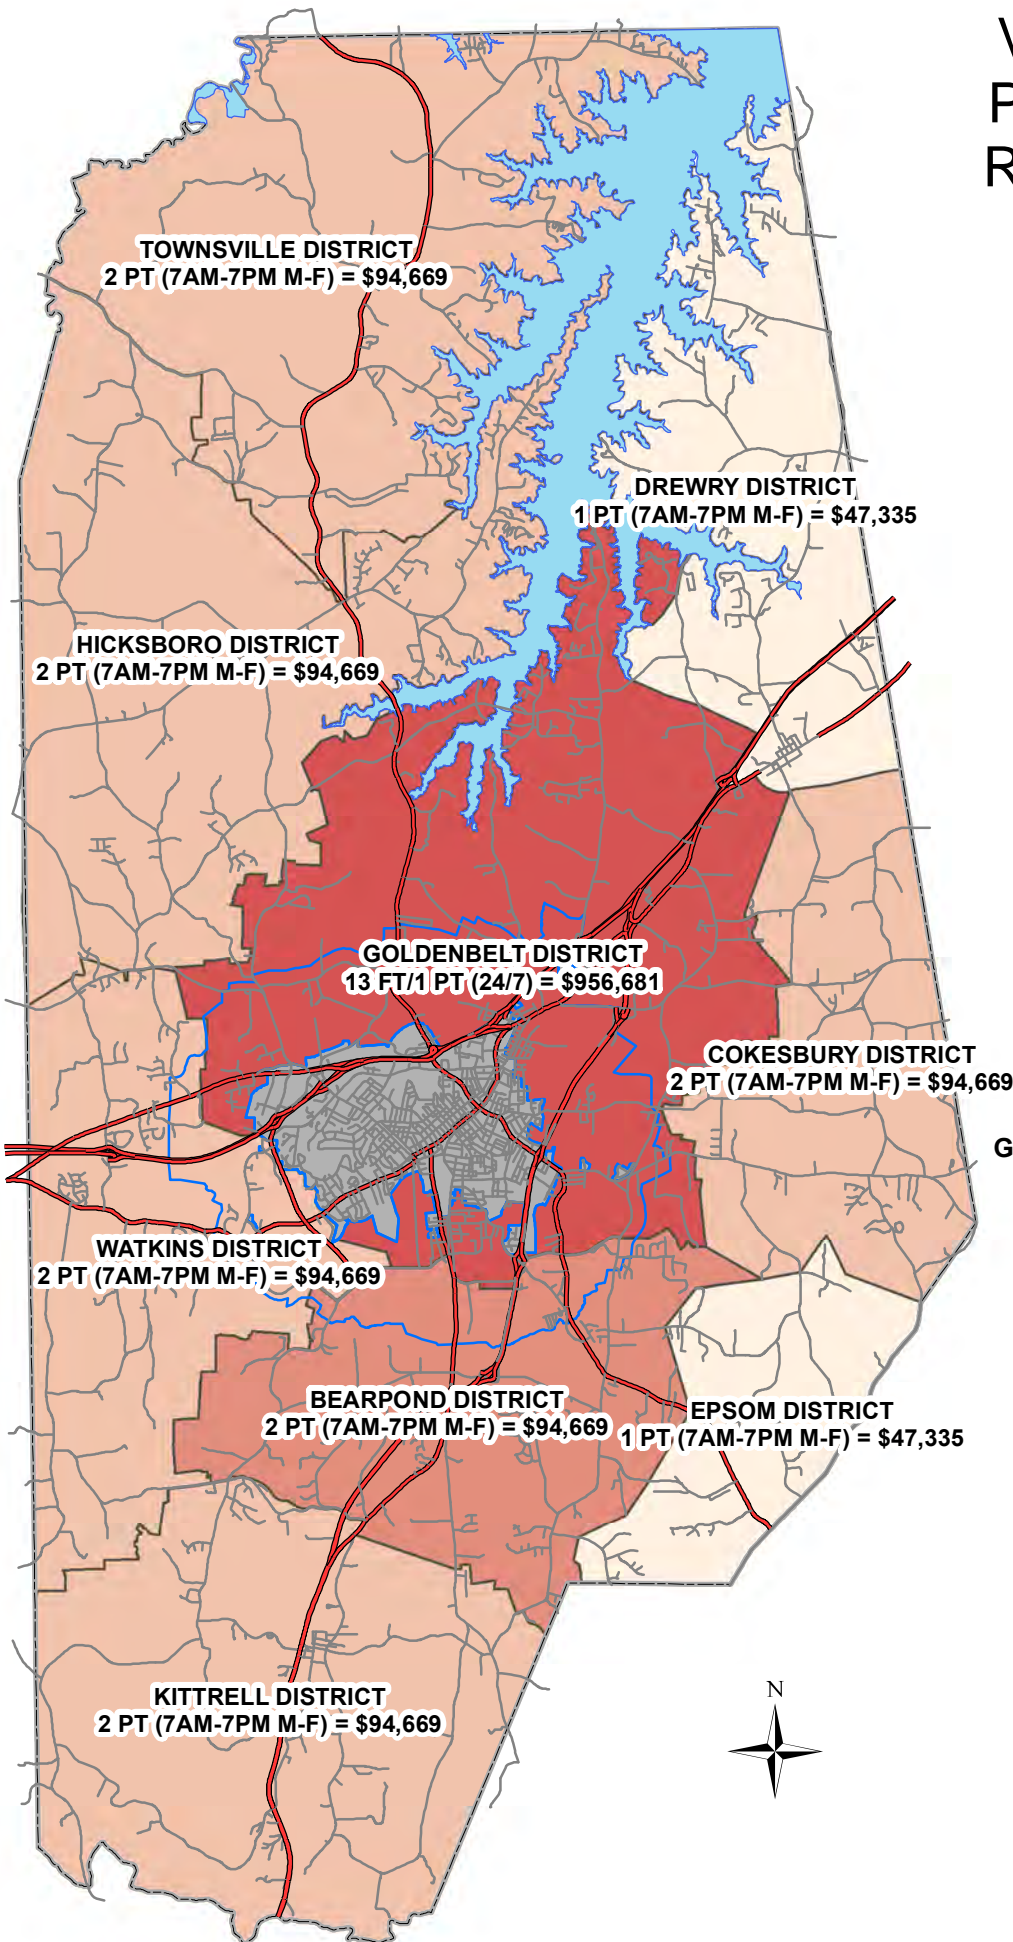 V
P
R
TOWNSVILLE DISTRICT
2 PT (7AM-7PM M-F) = $94,669
DREWRY DISTRICT
1 PT (7AM-7PM M-F) = $47,335
HICKSBORO DISTRICT
2 PT (7AM-7PM M-F) = $94,669
GOLDENBELT DISTRICT
13 FT/1 PT (24/7) = $956,681
COKESBURY DISTRICT
2 PT (7AM-7PM M-F) = $94,669
G
WATKINS DISTRICT
2 PT (7AM-7PM M-F) = $94,669
BEARPOND DISTRICT
2 PT (7AM-7PM M-F) = $94,669
EPSOM DISTRICT
1 PT (7AM-7PM M-F) = $47,335
KITTRELL DISTRICT
2 PT (7AM-7PM M-F) = $94,669
N